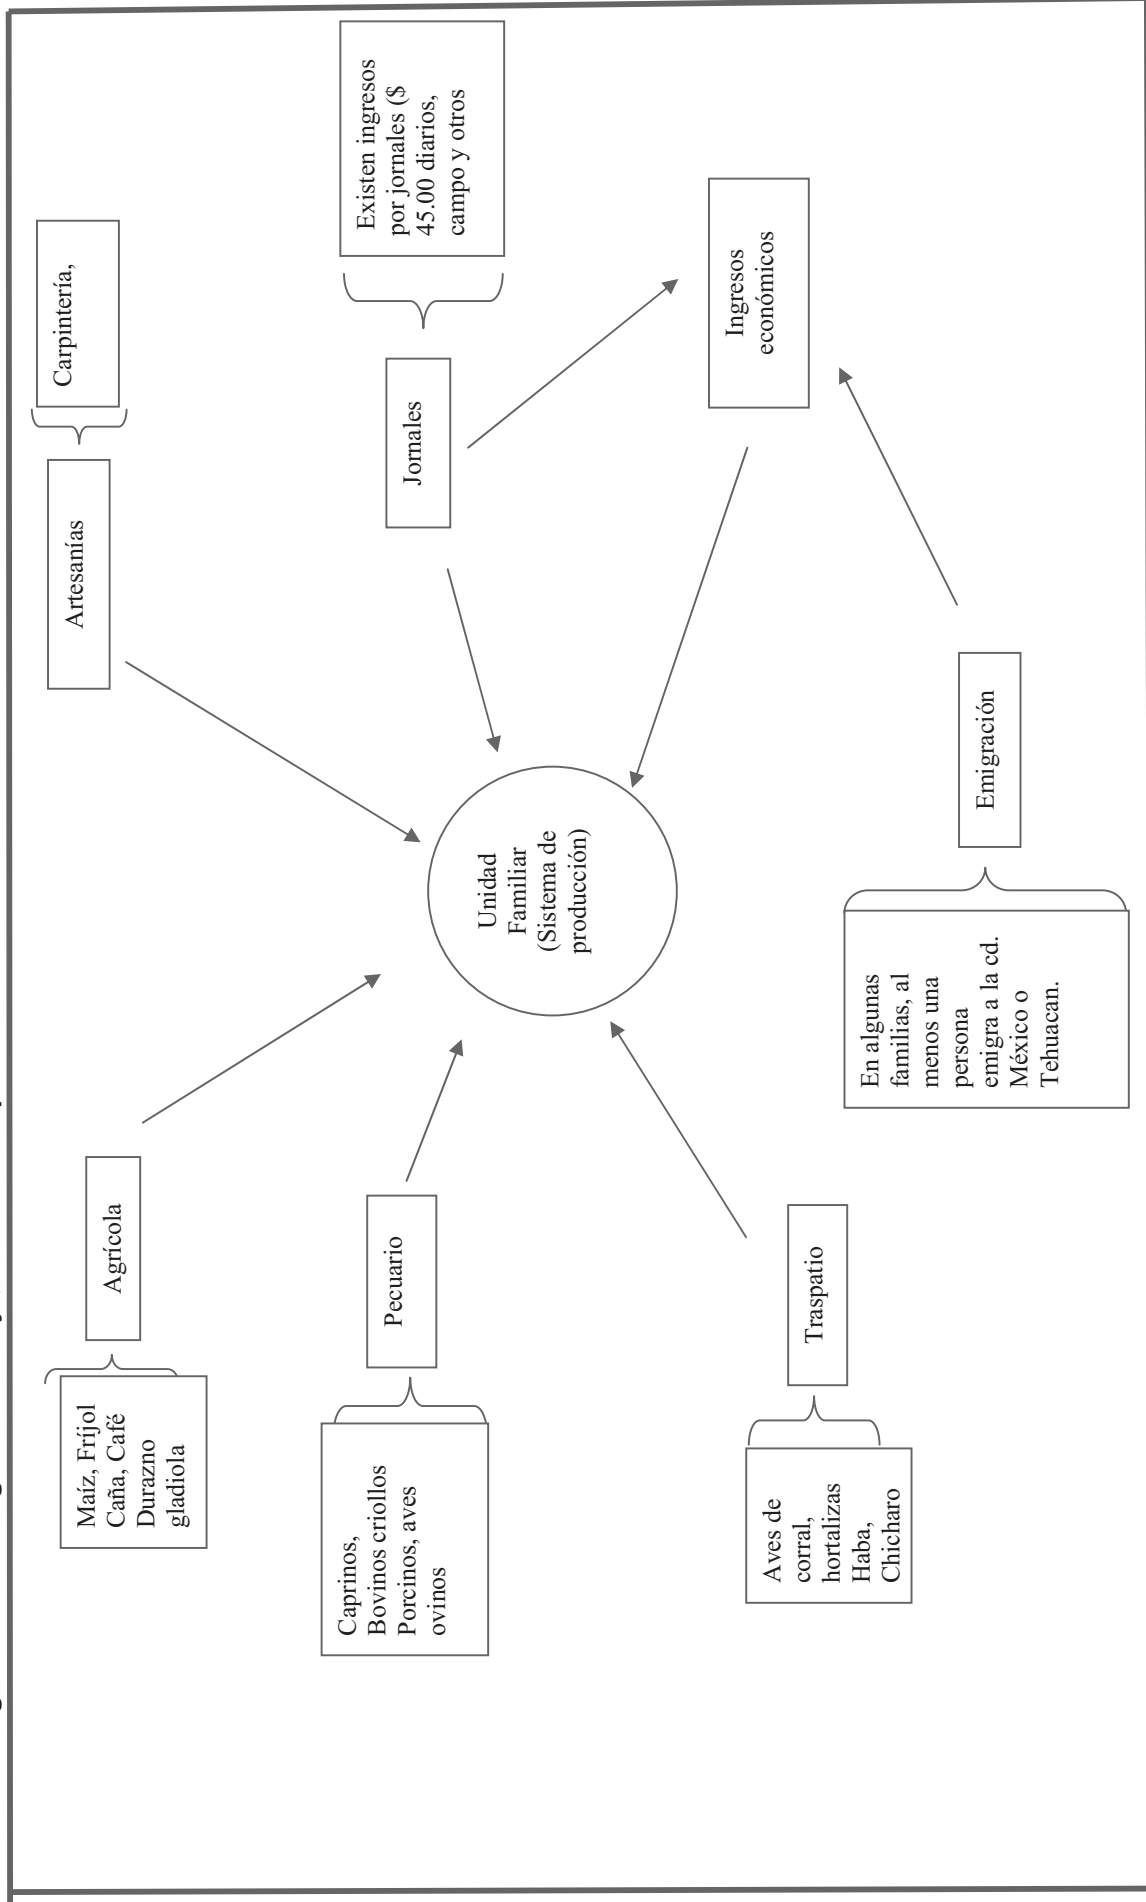 Carpintería,
Artesanías
Agrícola
Maíz, Fríjol
Caña, Café
Durazno
gladiola
Existen ingresos
por jornales ($
45.00 diarios,
campo y otros
Jornales
Pecuario
Caprinos,
Bovinos criollos
Porcinos, aves
ovinos
Unidad
Familiar
(Sistema de
producción)
Ingresos
económicos
Traspatio
Aves de
corral,
hortalizas
Haba,
Chicharo
Emigración
En algunas
familias, al
menos una
persona
emigra a la cd.
México o
Tehuacan.